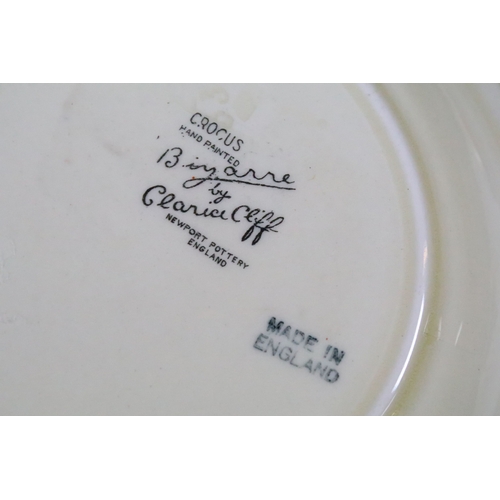 CROCUS
HAND PAINTED
Bizarre
by
Clarice Cliff
NEWPORT POTTERY
ENGLAND
MADE IN
ENGLAND